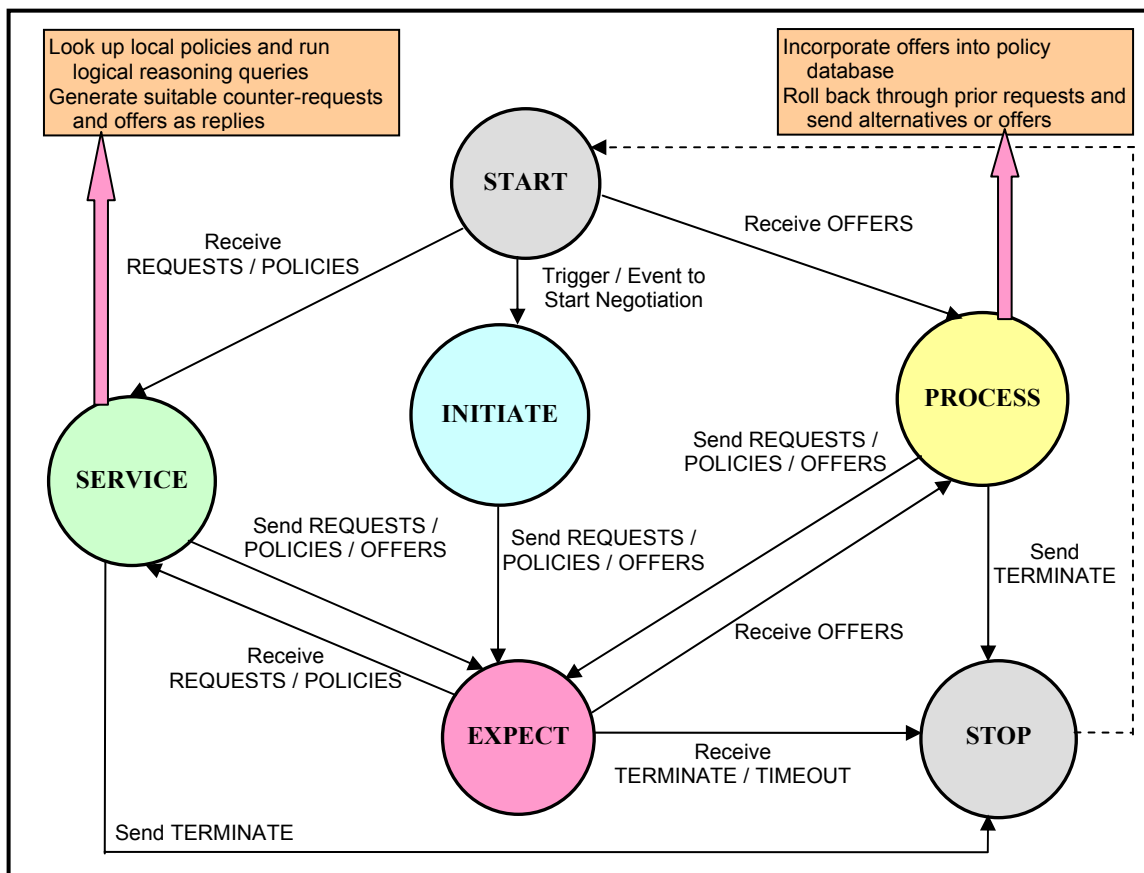 Look up local policies and run
logical reasoning queries
Generate suitable counter-requests
and offers as replies
Incorporate offers into policy
database
Roll back through prior requests and
send alternatives or offers
START
Receive
REQUESTS / POLICIES
Trigger / Event to
Start Negotiation
Receive OFFERS
INITIATE
PROCESS
SERVICE
Send REQUESTS /
POLICIES / OFFERS
Send REQUESTS /
POLICIES / OFFERS
Send REQUESTS /
POLICIES / OFFERS
Send
TERMINATE
Receive
REQUESTS / POLICIES
Receive OFFERS
EXPECT
STOP
Receive
TERMINATE / TIMEOUT
Send TERMINATE